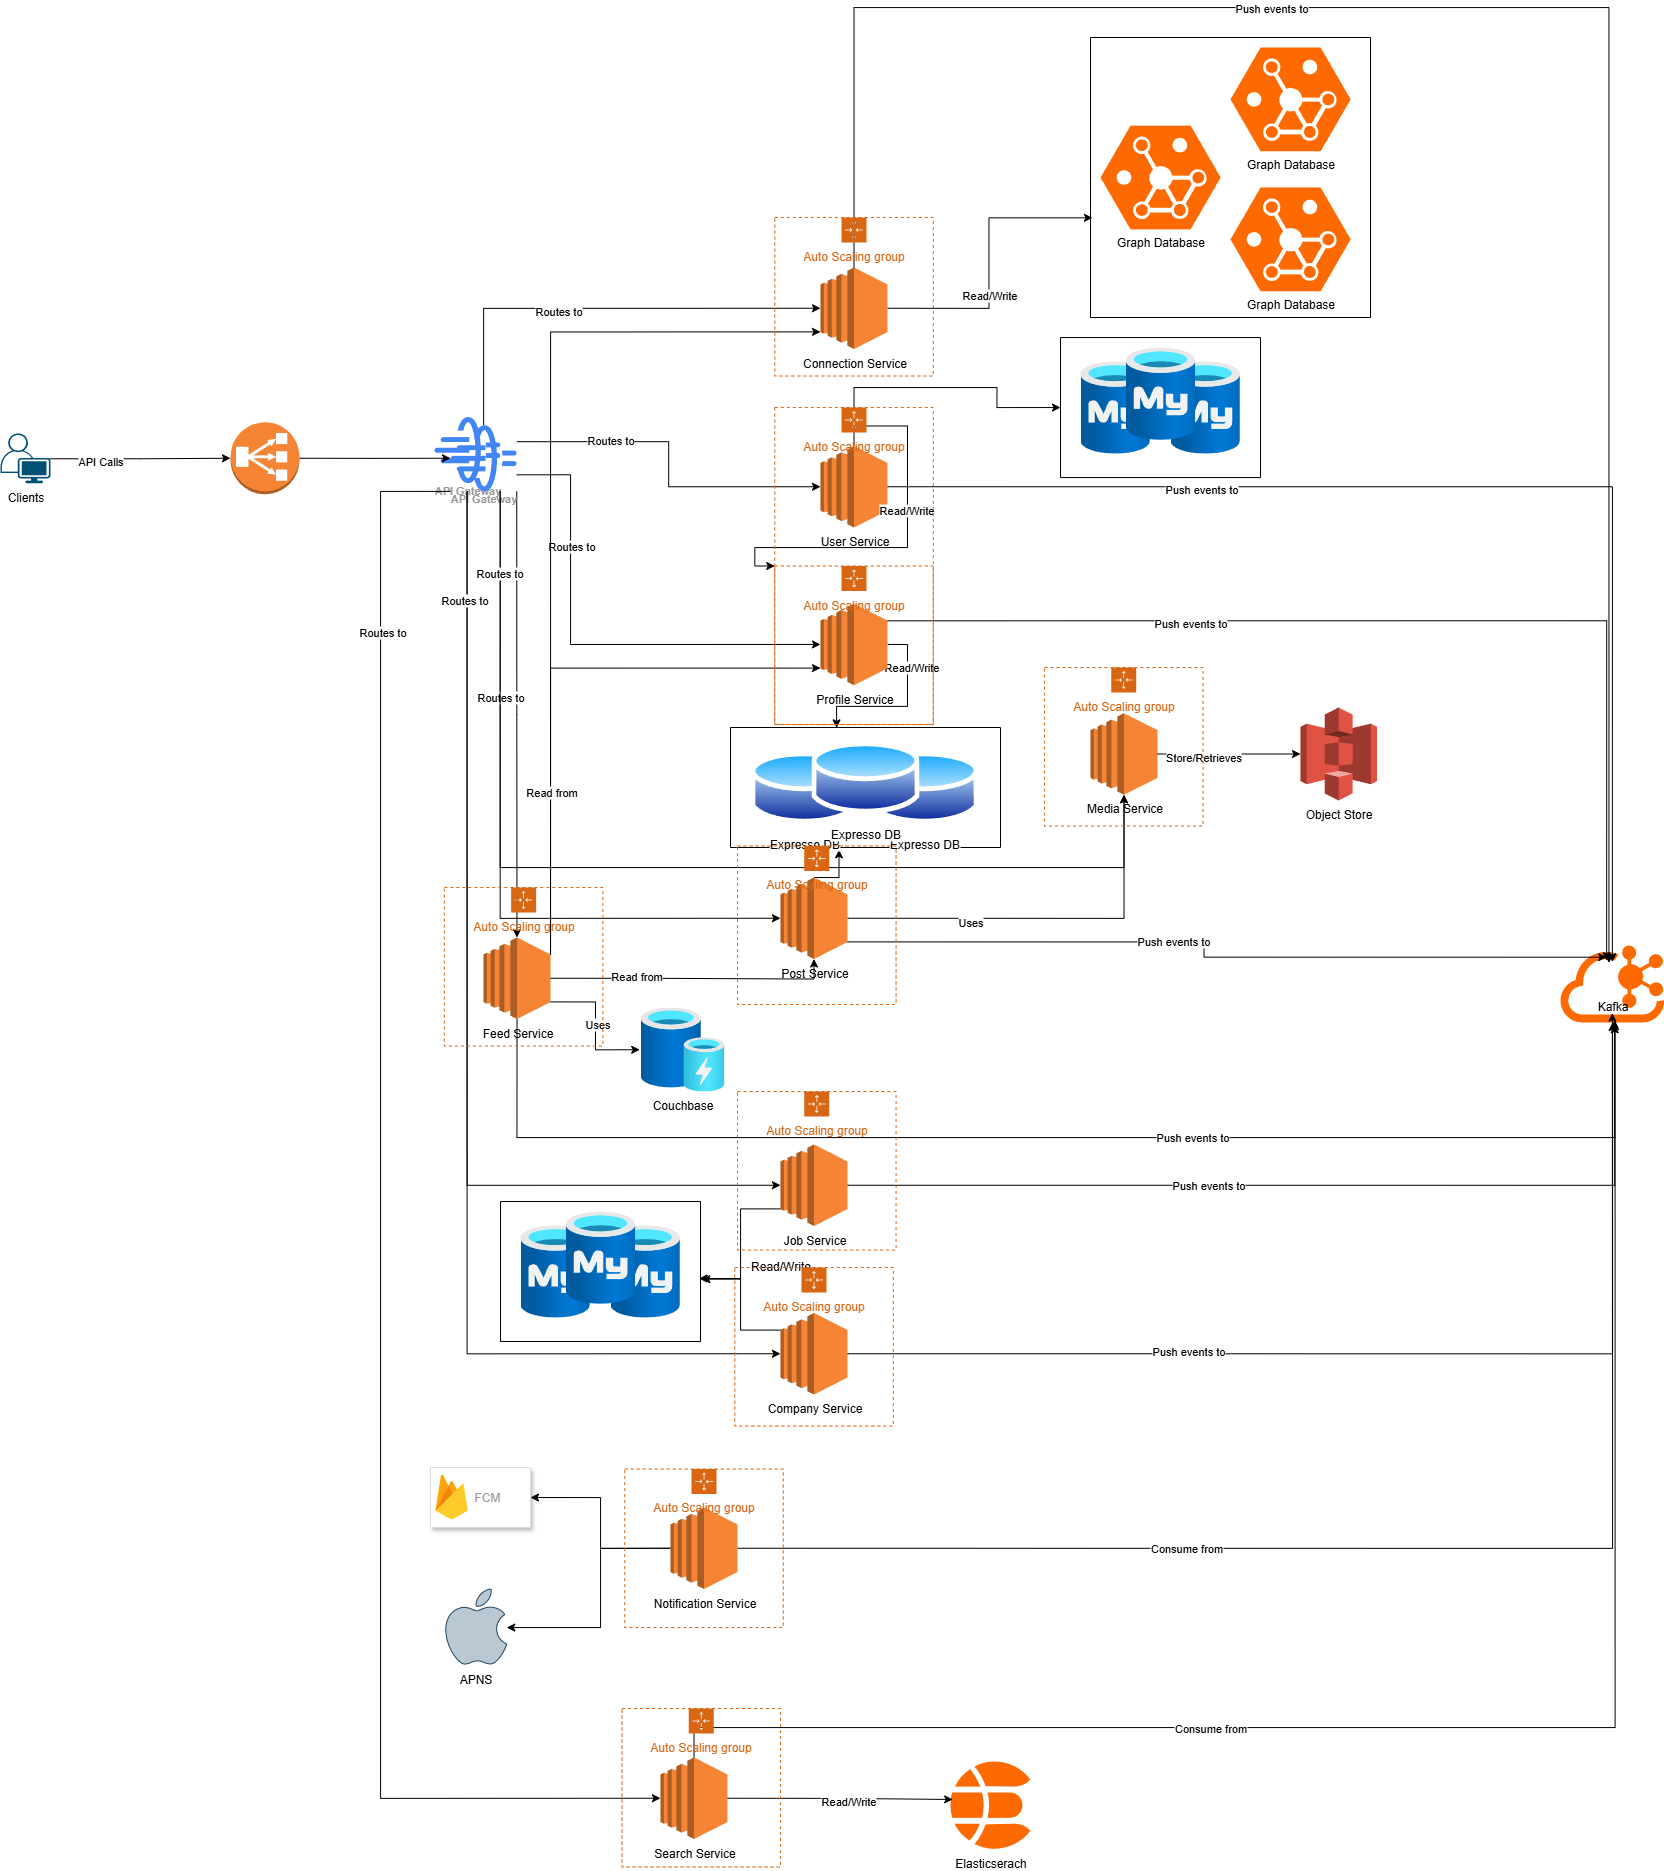 Push events to
Graph Database
Graph Database
Graph Database
Auto Scaling group
Read/Write
Routes to
Connection Service
My
My
My
API Calls
Clients
API Gateway
API Gateway
Routes to
Auto Scaling group
Push events to
Read/Write
User Service
Routes to
Routes to
Routes to
Routes to
Auto Scaling group
Push events to
Read/Write
Profile Service
Routes to
Auto Scaling group
Store/Retrieves
Media Service
Object Store
Read from
Expresso DB
Expresso DB
Expresso DB
Auto Scaling group
Auto Scaling group
Uses
Push events to
Post Service
Read from
Kafka
Uses
Feed Service
Couchbase
Auto Scaling group
Push events to
Push events to
Job Service
Read/Write
My
My
My
Auto Scaling group
Push events to
Company Service
FCM
Auto Scaling group
Consume from
Notification Service
APNS
Auto Scaling group
Consume from
Read/Write
Search Service
Elasticserach